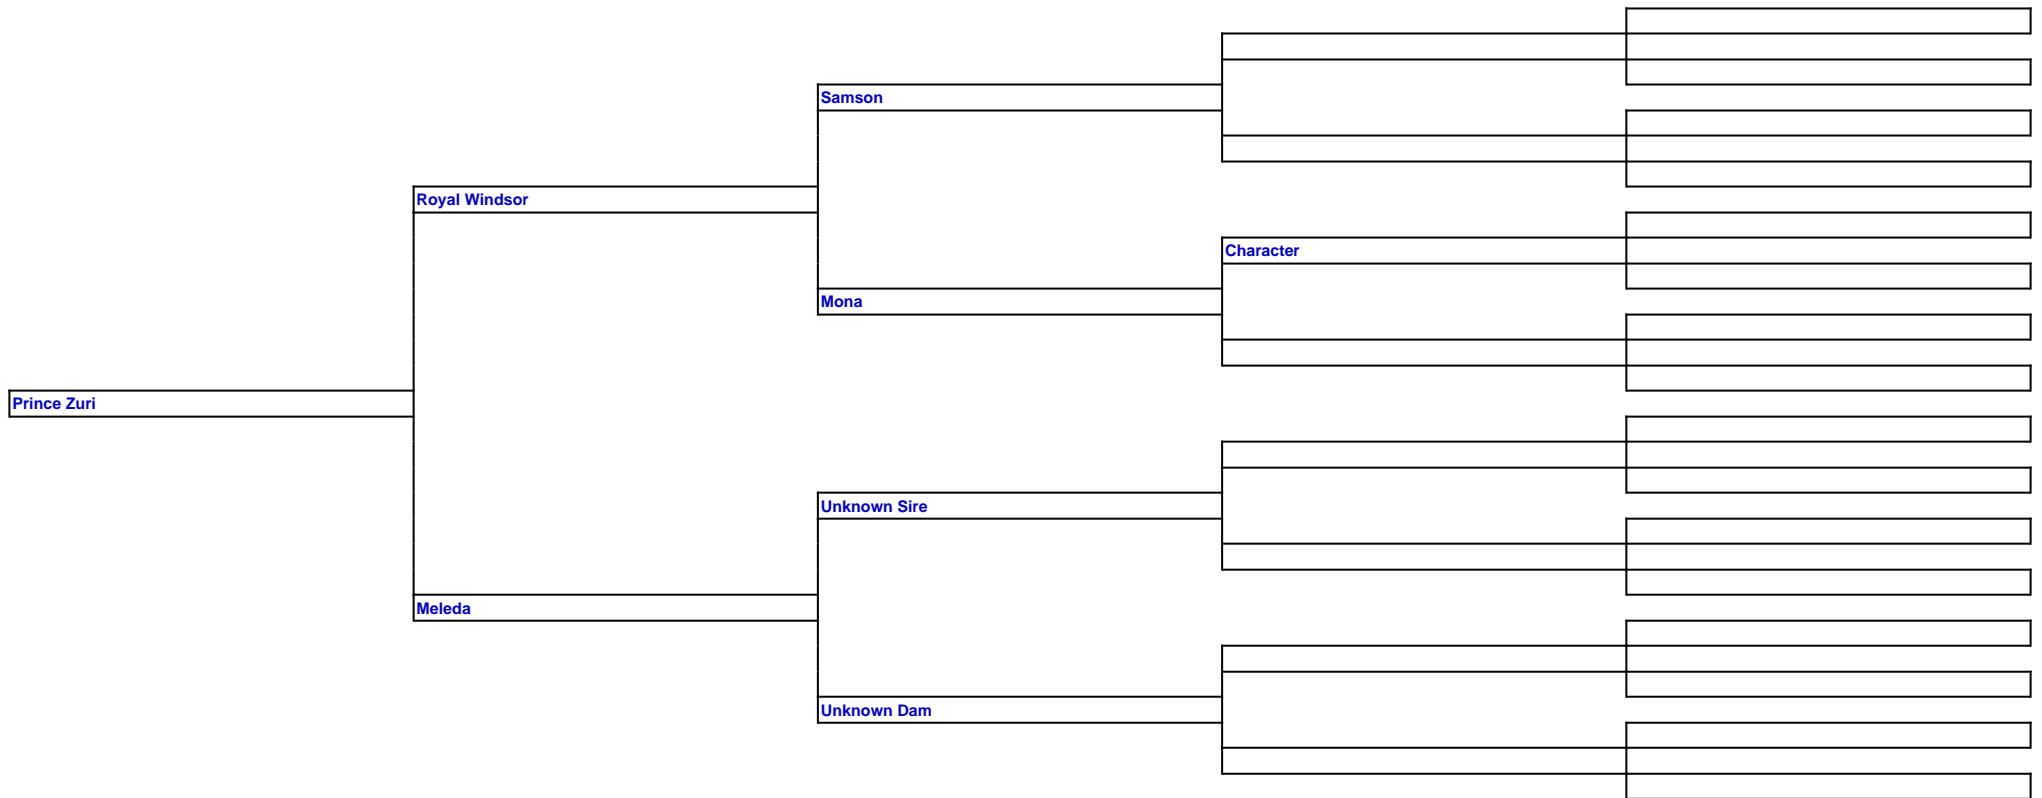 Samson
Royal Windsor
Character
Mona
Prince Zuri
Unknown Sire
Meleda
Unknown Dam